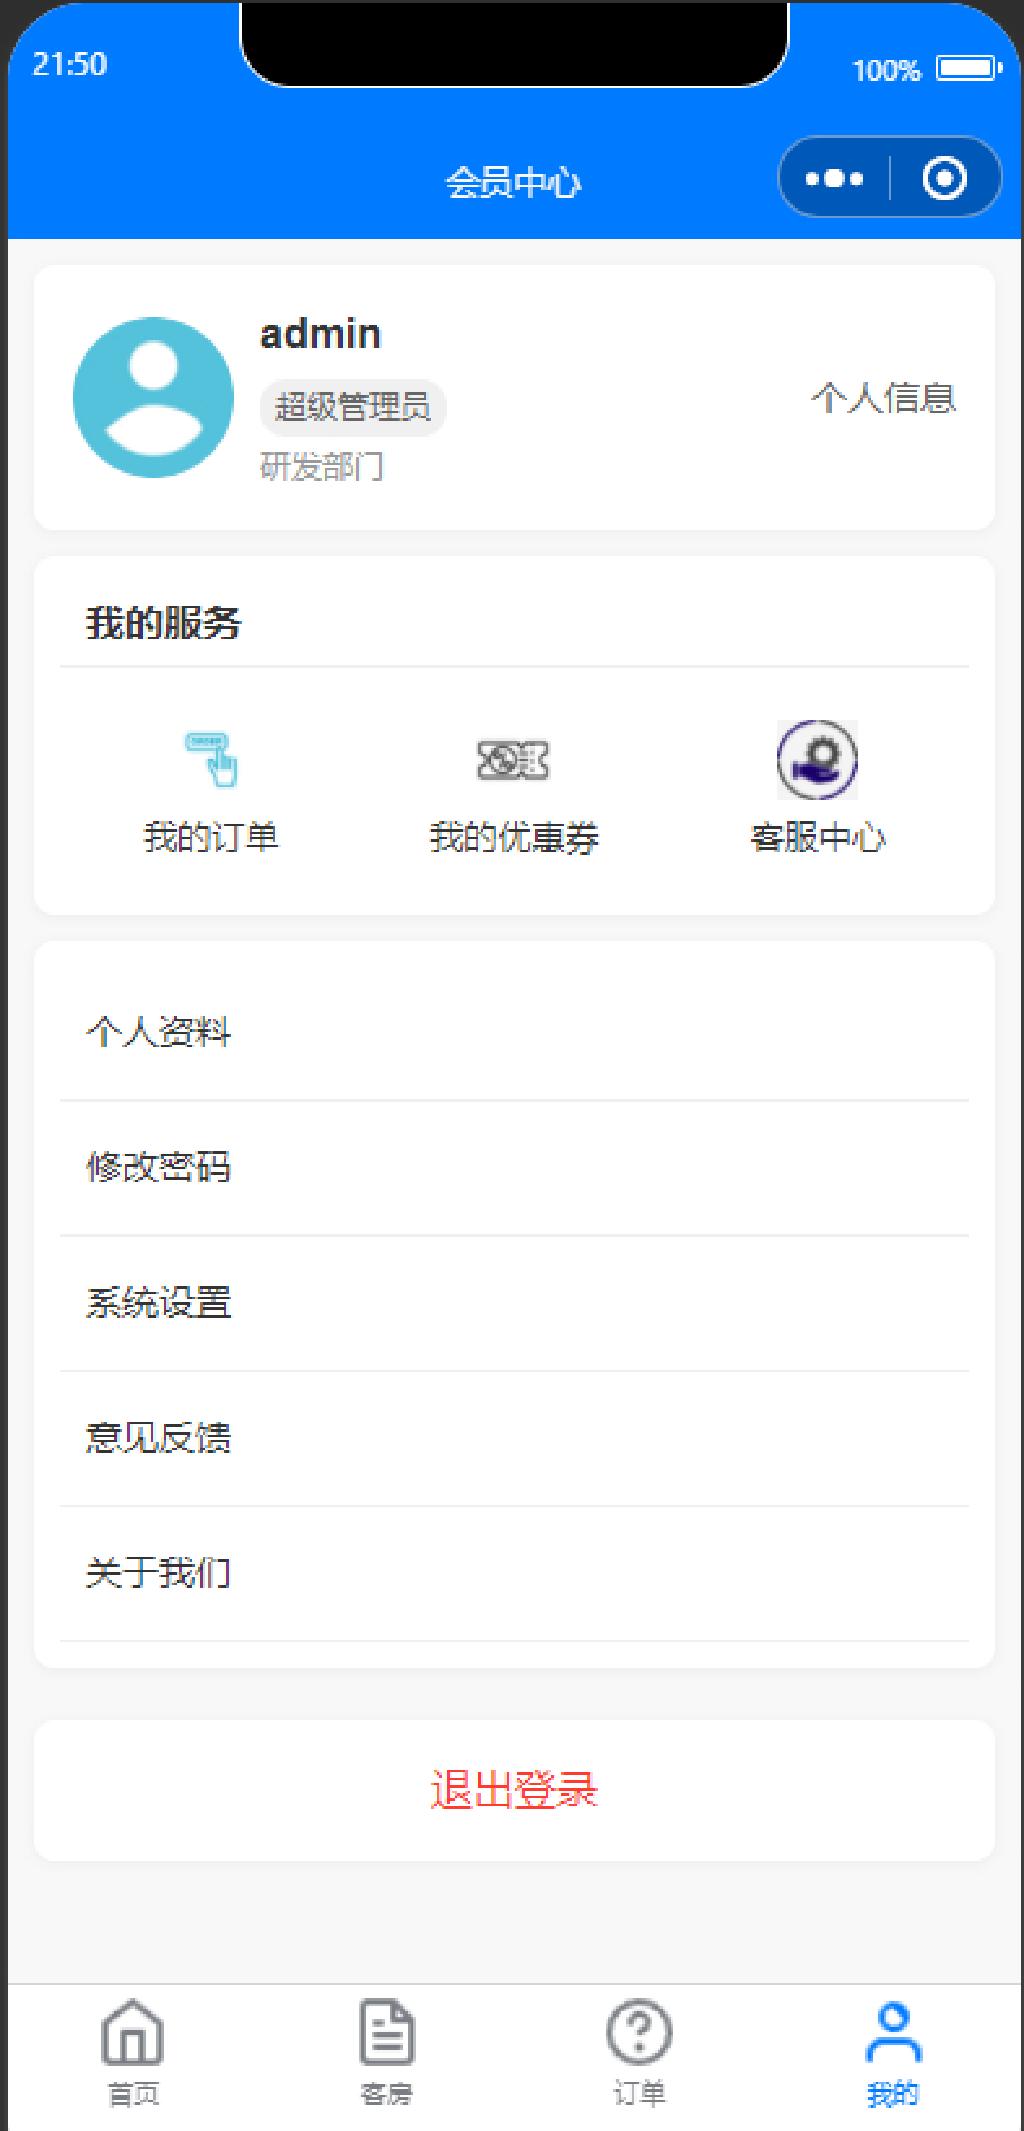 21:50
100%
会员中心
admin
超级管理员
研发部门
个人信息
我的服务
我的订单
我的优惠券
客服中心
个人资料
修改密码
系统设置
意见反馈
关于我们
退出登录
首页
客房
订单
我的